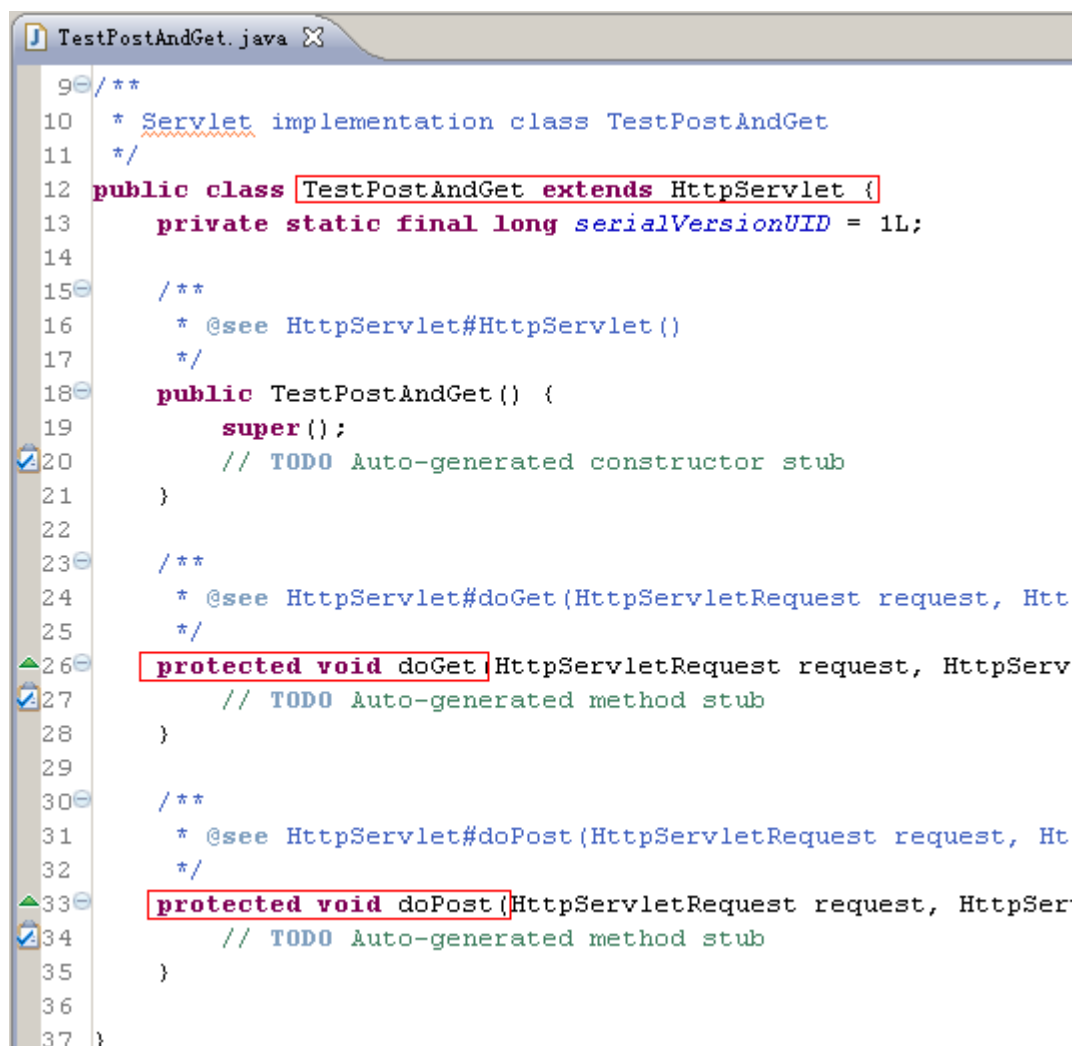 TestPostAndGet.java
9 /**
10 * Servlet implementation class TestPostAndGet
11 */
12 public class TestPostAndGet extends HttpServlet {
13 private static final long serialVersionUID = 1L;
14
15 /**
16 * @see HttpServlet#HttpServlet()
17 */
18 public TestPostAndGet() {
19 super();
20 // TODO Auto-generated constructor stub
21 }
22
23 /**
24 * @see HttpServlet#doGet(HttpServletRequest request, Htt
25 */
26 protected void doGet(HttpServletRequest request, HttpServ
27 // TODO Auto-generated method stub
28 }
29
30 /**
31 * @see HttpServlet#doPost(HttpServletRequest request, Ht
32 */
33 protected void doPost(HttpServletRequest request, HttpSer
34 // TODO Auto-generated method stub
35 }
36
37 }